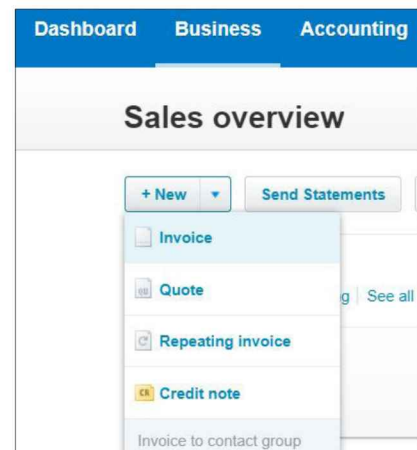 Dashboard Business Accounting
Sales overview
+ New Send Statements
Invoice
QU Quote
g See all
Repeating invoice
CR Credit note
Invoice to contact group